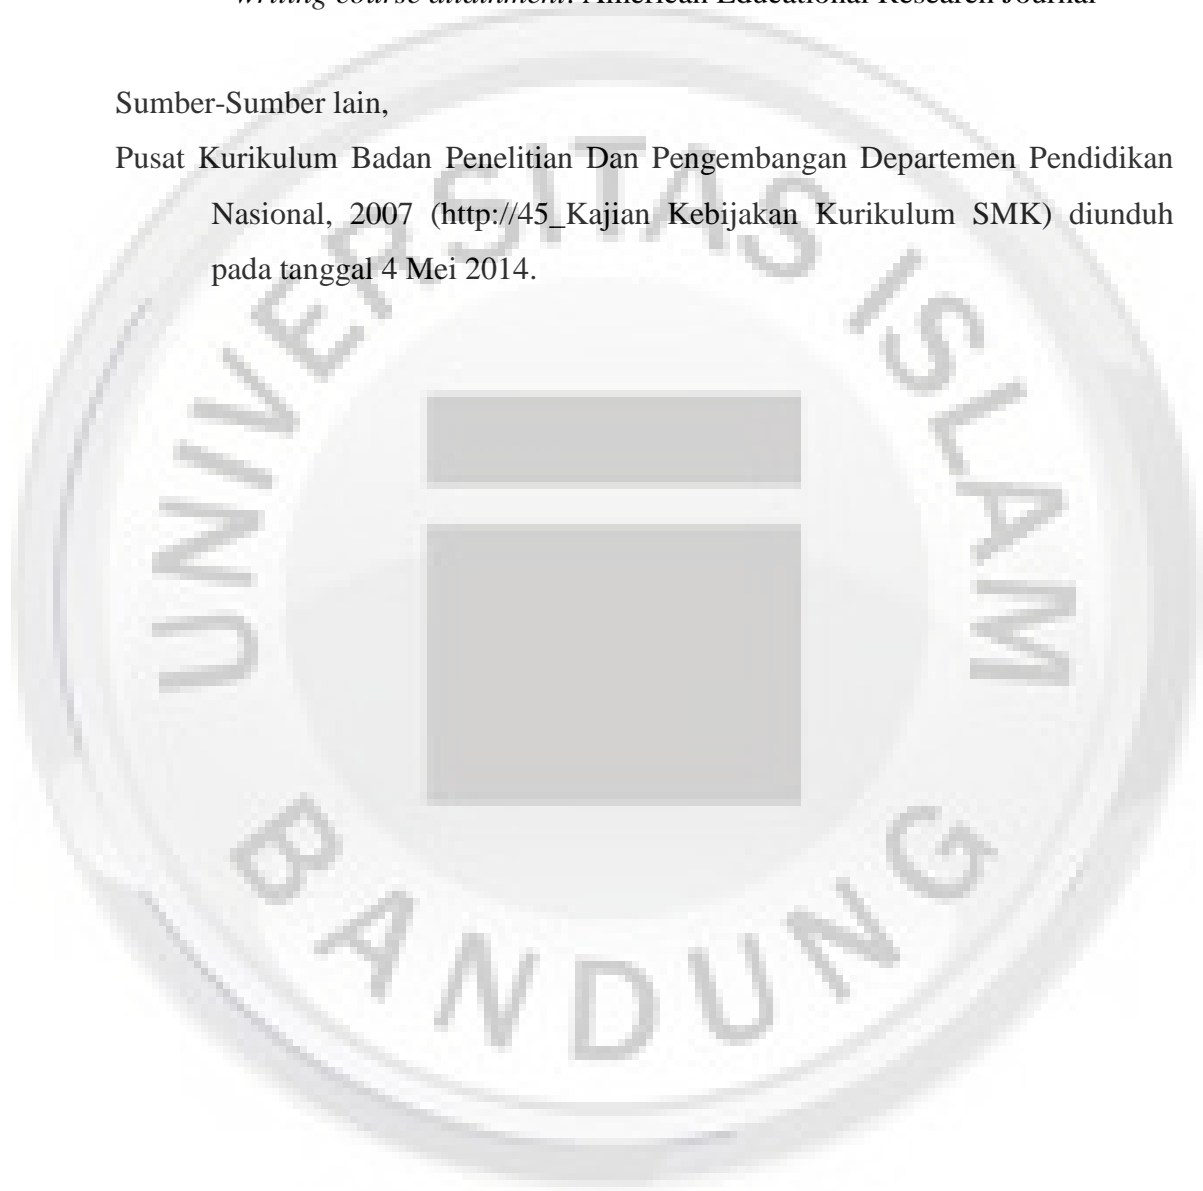 writing course attainment. American Educational Research Journal
Sumber-Sumber lain,
Pusat Kurikulum Badan Penelitian Dan Pengembangan Departemen Pendidikan
Nasional, 2007 (http://45_Kajian Kebijakan Kurikulum SMK) diunduh
pada tanggal 4 Mei 2014.
UNIVERSITAS ISLAM
BANDUNG